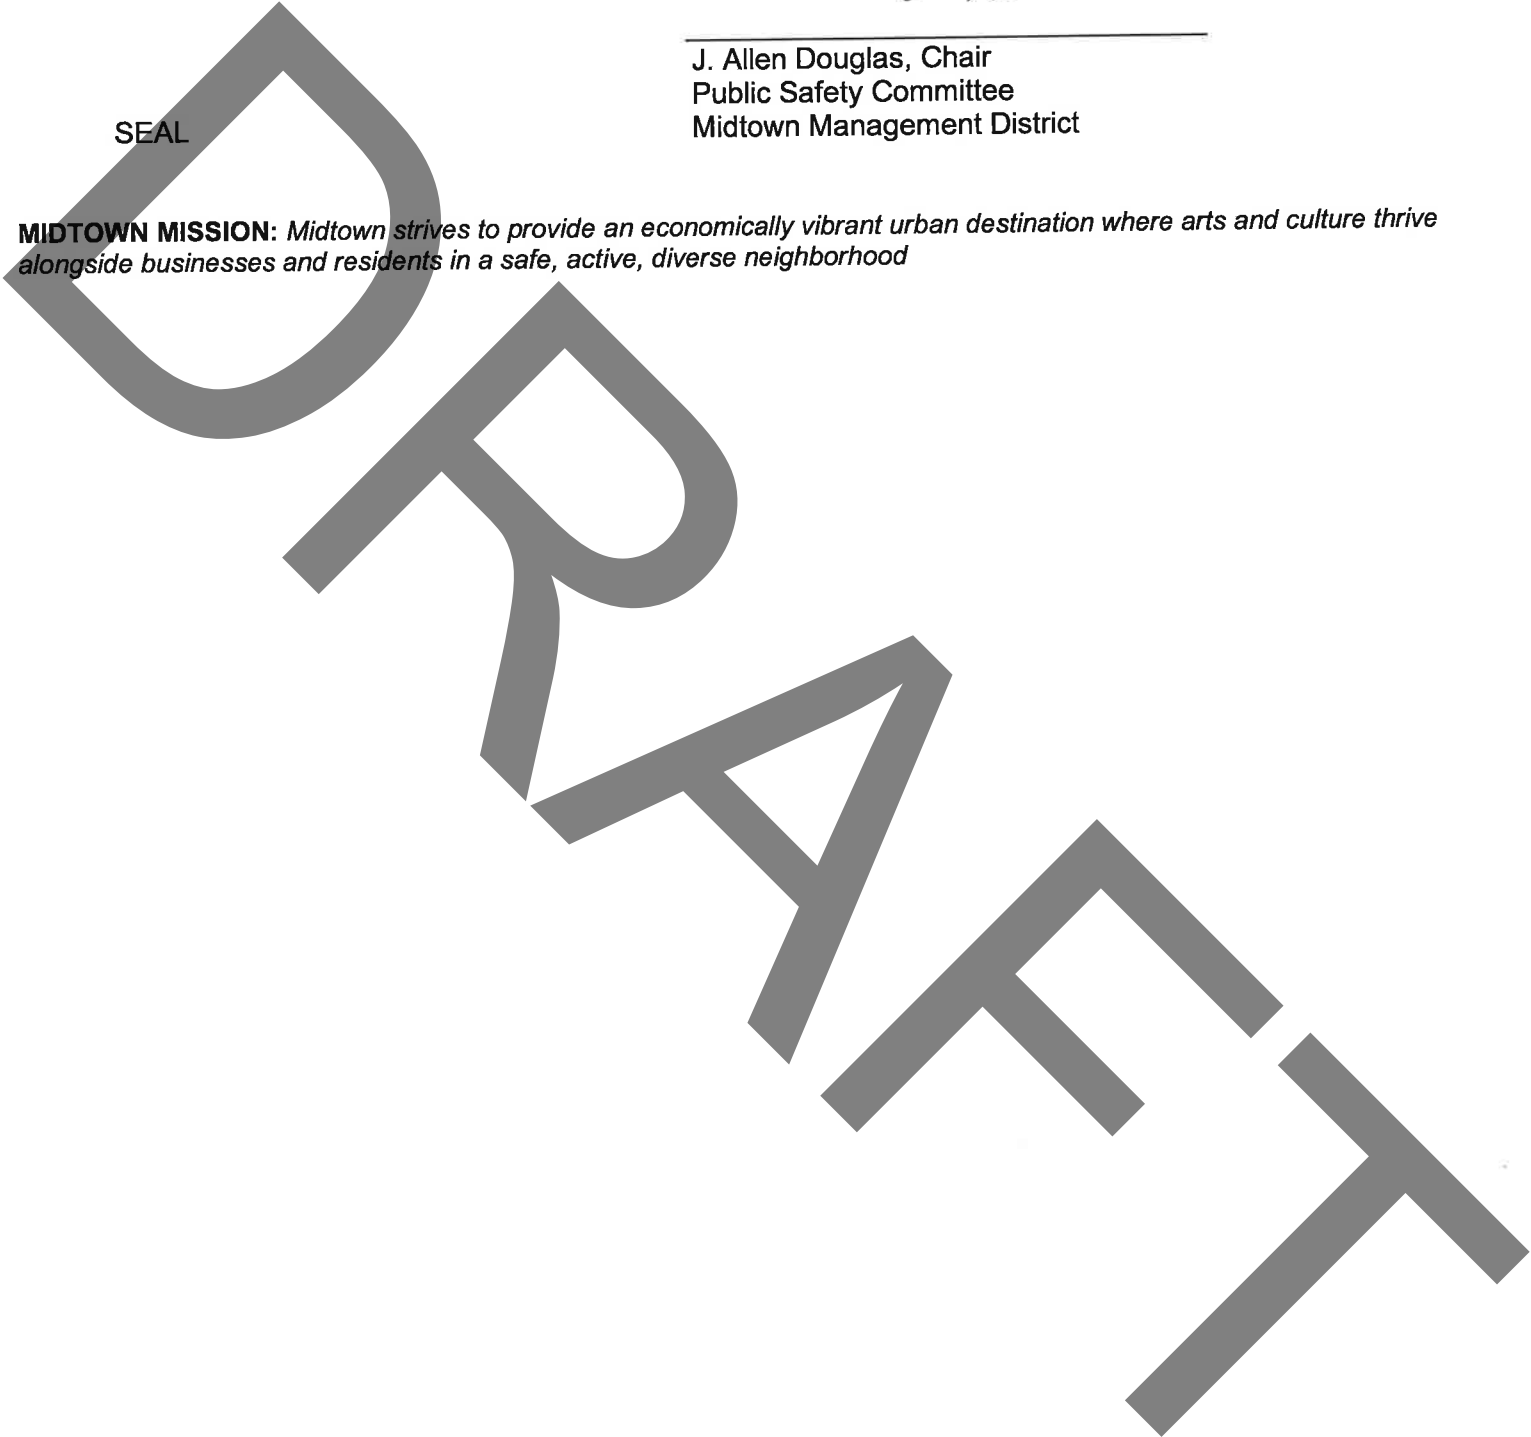 J. Allen Douglas, Chair
Public Safety Committee
Midtown Management District
SEAL
MIDTOWN MISSION: Midtown strives to provide an economically vibrant urban destination where arts and culture thrive
alongside businesses and residents in a safe, active, diverse neighborhood
DRAFT